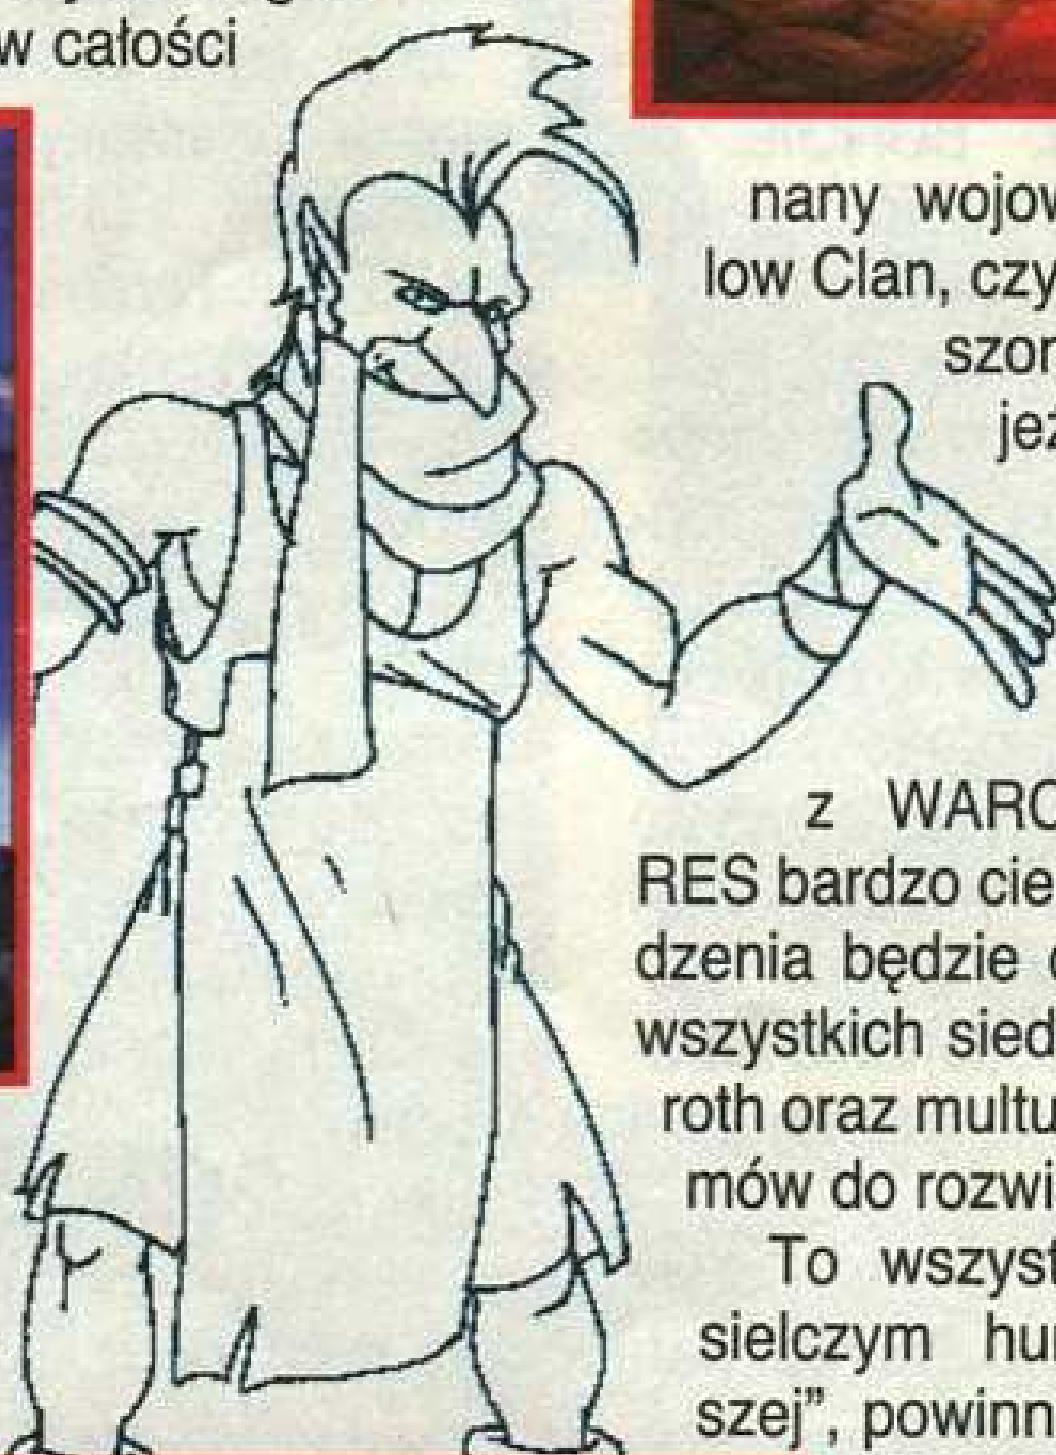 w całości
nany wojow
low Clan, czy
szor
jez
z WARC
RES bardzo cie
dzenia będzie
wszystkich sied
roth oraz multu
mów do rozwi
To wszyst
sielczym hu
szej”, powinn